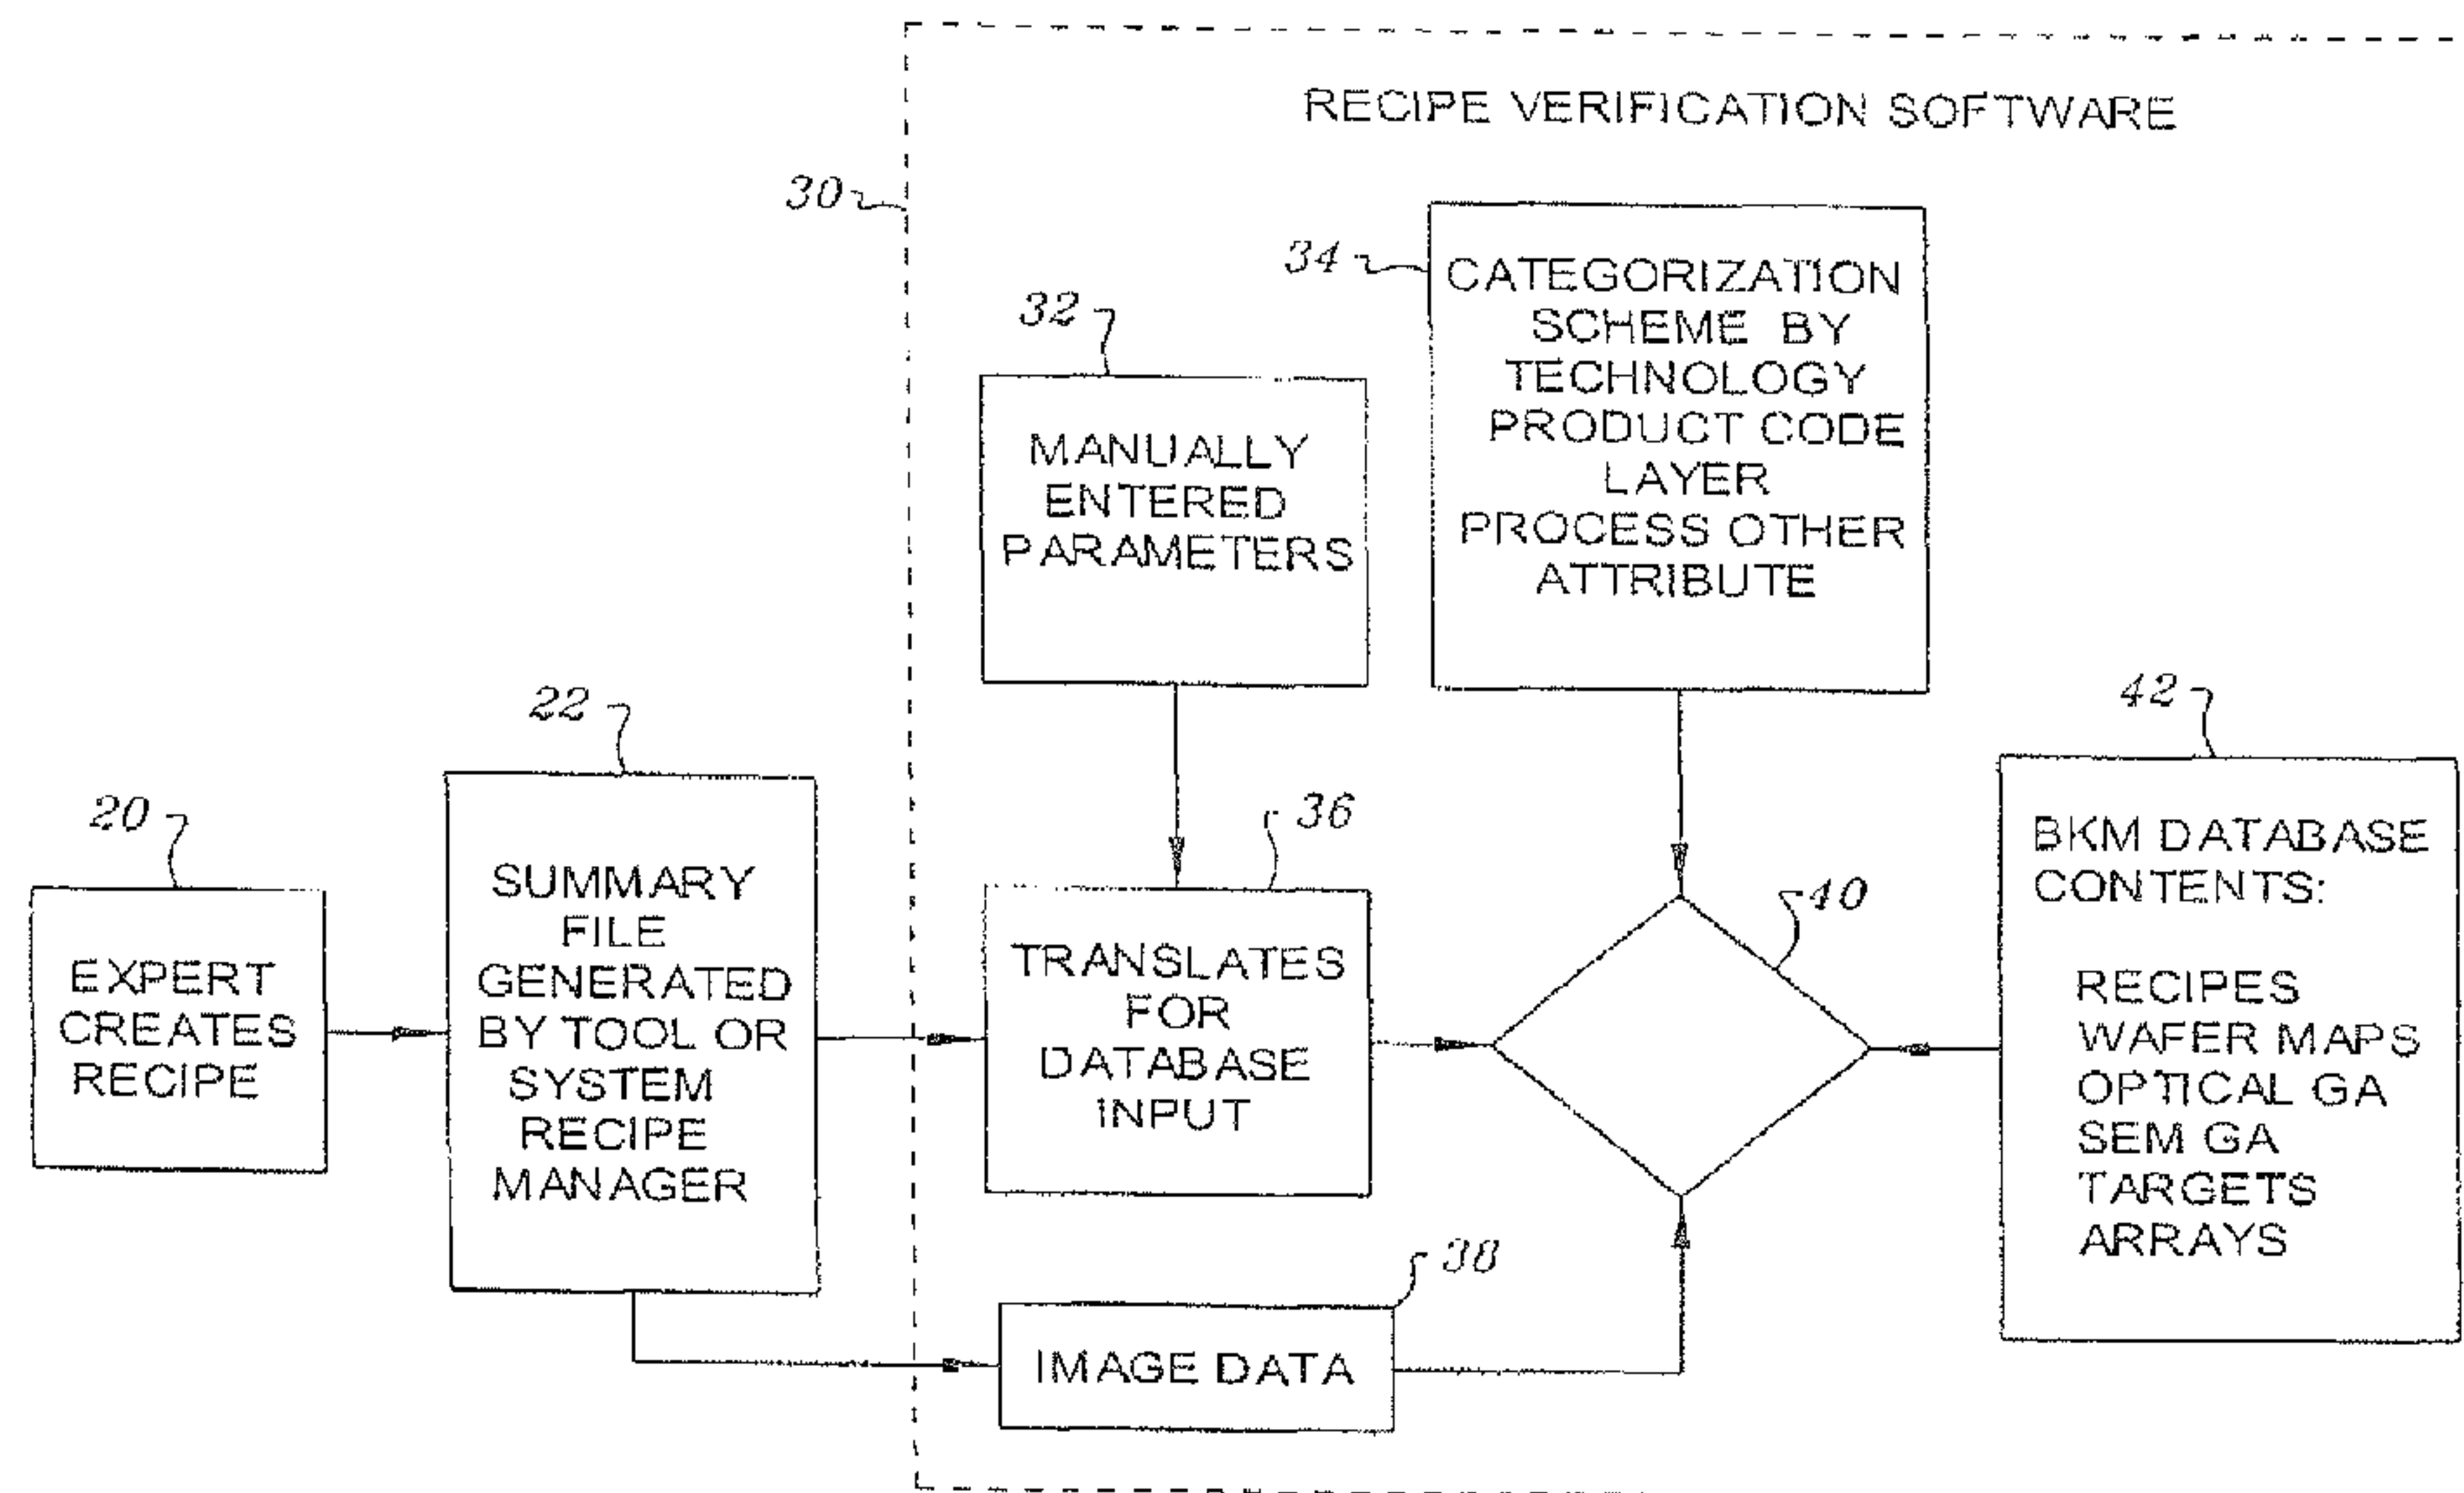 RECIPE VERIFICATION SOFTWARE
30
34
CATEGORIZATION
SCHEME BY
TECHNOLOGY
PRODUCT CODE
LAYER
PROCESS OTHER
ATTRIBUTE
32
MANUALLY
ENTERED
PARAMETERS
22
SUMMARY
FILE
GENERATED
BY TOOL OR
SYSTEM
RECIPE
MANAGER
20
EXPERT
CREATES
RECIPE
36
TRANSLATES
FOR
DATABASE
INPUT
40
42
BKM DATABASE
CONTENTS:
RECIPES
WAFER MAPS
OPTICAL GA
SEM GA
TARGETS
ARRAYS
38
IMAGE DATA